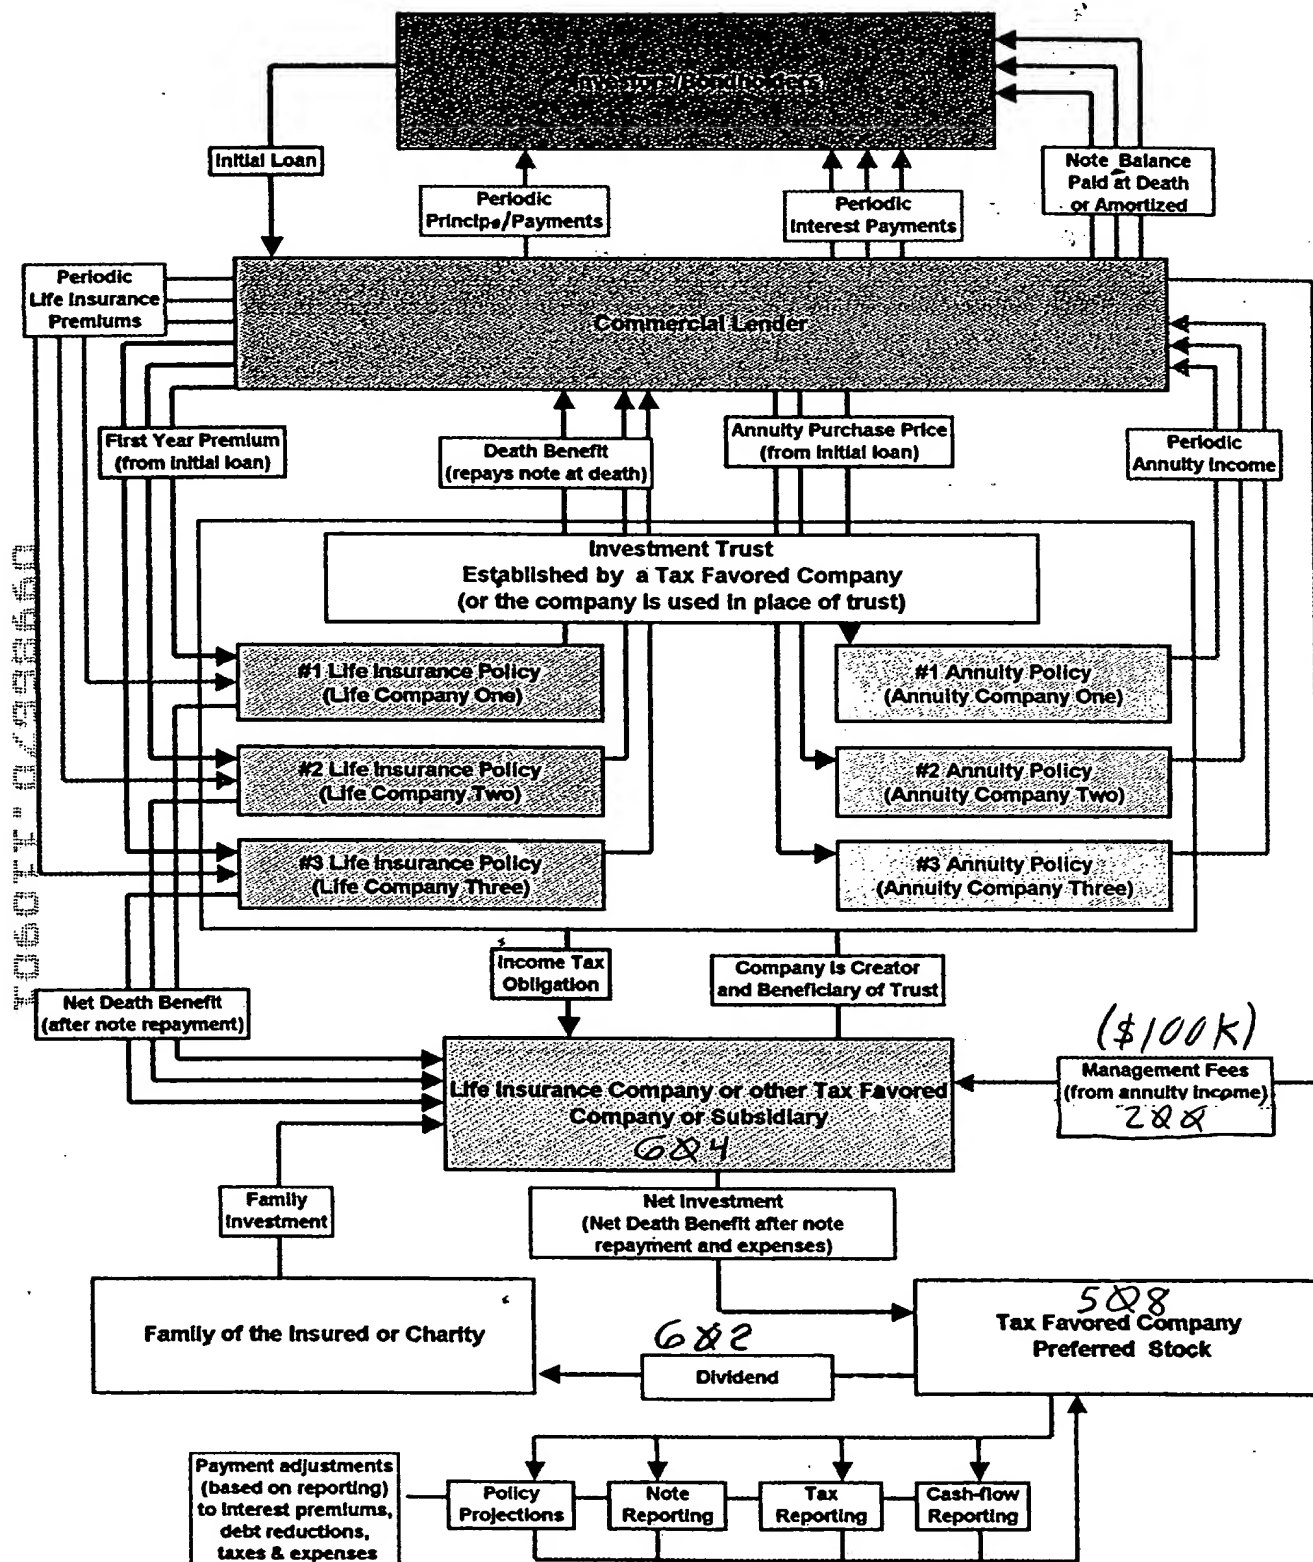 Investors/Bondholders
Initial Loan
Periodic
Principe/Payments
Periodic
Interest Payments
Note Balance
Paid at Death
or Amortized
Periodic
Life Insurance
Premiums
Commercial Lender
First Year Premium
(from initial loan)
Death Benefit
(repays note at death)
Annuity Purchase Price
(from initial loan)
Periodic
Annuity Income
Investment Trust
Established by a Tax Favored Company
(or the company is used in place of trust)
#1 Life Insurance Policy
(Life Company One)
#1 Annuity Policy
(Annuity Company One)
#2 Life Insurance Policy
(Life Company Two)
#2 Annuity Policy
(Annuity Company Two)
#3 Life Insurance Policy
(Life Company Three)
#3 Annuity Policy
(Annuity Company Three)
Income Tax
Obligation
Company is Creator
and Beneficiary of Trust
Net Death Benefit
(after note repayment)
($100K)
Management Fees
(from annuity income)
200
Life Insurance Company or other Tax Favored
Company or Subsidiary
604
Family
Investment
Net Investment
(Net Death Benefit after note
repayment and expenses)
Family of the Insured or Charity
602
Dividend
508
Tax Favored Company
Preferred Stock
Payment adjustments
(based on reporting)
to interest premiums,
debt reductions,
taxes & expenses
Policy
Projections
Note
Reporting
Tax
Reporting
Cash-flow
Reporting